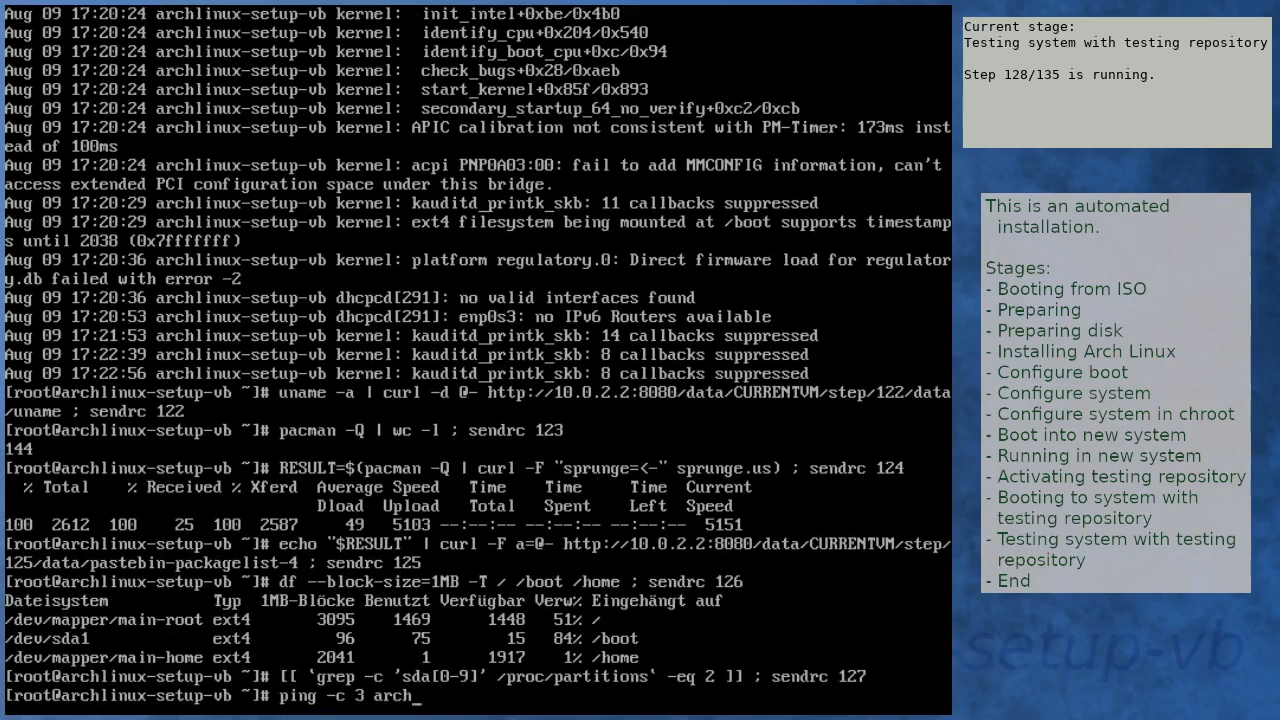 Aug 09 17:20:24 archlinux-setup-vb kernel:  init_intel+0xbe/0x4b0
Aug 09 17:20:24 archlinux-setup-vb kernel:  identify_cpu+0x204/0x540
Aug 09 17:20:24 archlinux-setup-vb kernel:  identify_boot_cpu+0xc/0x94
Aug 09 17:20:24 archlinux-setup-vb kernel:  check_bugs+0x28/0xaeb
Aug 09 17:20:24 archlinux-setup-vb kernel:  start_kernel+0x85f/0x893
Aug 09 17:20:24 archlinux-setup-vb kernel:  secondary_startup_64_no_verify+0xc2/0xcb
Aug 09 17:20:24 archlinux-setup-vb kernel: APIC calibration not consistent with PM-Timer: 173ms inst
ead of 100ms
Aug 09 17:20:24 archlinux-setup-vb kernel: acpi PNP0A03:00: fail to add MMCONFIG information, can't
access extended PCI configuration space under this bridge.
Aug 09 17:20:29 archlinux-setup-vb kernel: kauditd_printk_skb: 11 callbacks suppressed
Aug 09 17:20:29 archlinux-setup-vb kernel: ext4 filesystem being mounted at /boot supports timestamp
s until 2038 (0x7fffffff)
Aug 09 17:20:36 archlinux-setup-vb kernel: platform regulatory.0: Direct firmware load for regulator
y.db failed with error -2
Aug 09 17:20:36 archlinux-setup-vb dhcpcd[291]: no valid interfaces found
Aug 09 17:20:53 archlinux-setup-vb dhcpcd[291]: enp0s3: no IPv6 Routers available
Aug 09 17:21:53 archlinux-setup-vb kernel: kauditd_printk_skb: 14 callbacks suppressed
Aug 09 17:22:39 archlinux-setup-vb kernel: kauditd_printk_skb: 8 callbacks suppressed
Aug 09 17:22:56 archlinux-setup-vb kernel: kauditd_printk_skb: 8 callbacks suppressed
[root@archlinux-setup-vb ~]# uname -a | curl -d @- http://10.0.2.2:8080/data/CURRENTVM/step/122/data
/uname ; sendrc 122
[root@archlinux-setup-vb ~]# pacman -Q | wc -l ; sendrc 123
144
[root@archlinux-setup-vb ~]# RESULT=$(pacman -Q | curl -F "sprunge=<-" sprunge.us) ; sendrc 124
  % Total    % Received % Xferd  Average Speed   Time    Time     Time  Current
                                 Dload  Upload   Total   Spent    Left  Speed
100  2612  100    25  100  2587     49   5103 --:--:-- --:--:-- --:--:--  5151
[root@archlinux-setup-vb ~]# echo "$RESULT" | curl -F a=@- http://10.0.2.2:8080/data/CURRENTVM/step/
125/data/pastebin-packagelist-4 ; sendrc 125
[root@archlinux-setup-vb ~]# df --block-size=1MB -T / /boot /home ; sendrc 126
Dateisystem           Typ  1MB-Blöcke Benutzt Verfügbar Verw% Eingehängt auf
/dev/mapper/main-root ext4       3095    1469      1448   51% /
/dev/sda1             ext4         96      75        15   84% /boot
/dev/mapper/main-home ext4       2041       1      1917    1% /home
[root@archlinux-setup-vb ~]# [[ `grep -c 'sda[0-9]' /proc/partitions` -eq 2 ]] ; sendrc 127
[root@archlinux-setup-vb ~]# ping -c 3 arch_
Current stage:
Testing system with testing repository
Step 128/135 is running.
This is an automated
installation.
Stages:
- Booting from ISO
- Preparing
- Preparing disk
- Installing Arch Linux
- Configure boot
- Configure system
- Configure system in chroot
- Boot into new system
- Running in new system
- Activating testing repository
- Booting to system with
testing repository
- Testing system with testing
repository
- End
-setup-vb